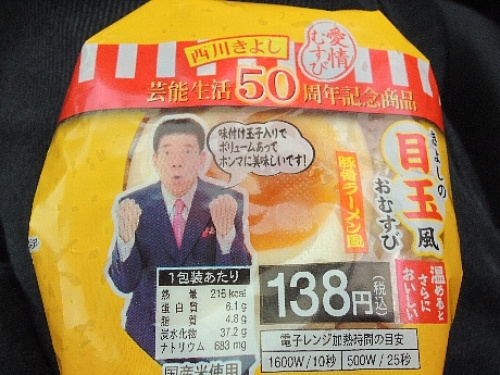 愛情
むすび
西川きよし
芸能生活50周年記念商品
味付け玉子入りで
ボリュームあって
ホンマに美味しいです!
きよしの
目玉風
おむすび
豚骨ラーメン風
温めると
さらに
おいしい
1包装あたり
熱量 215 kcal
蛋白質 6.1g
脂質 4.8g
炭水化物 37.2g
ナトリウム 683 mg
国産米使用
138円(税込)
電子レンジ加熱時間の目安
1600W/10秒 500W/25秒